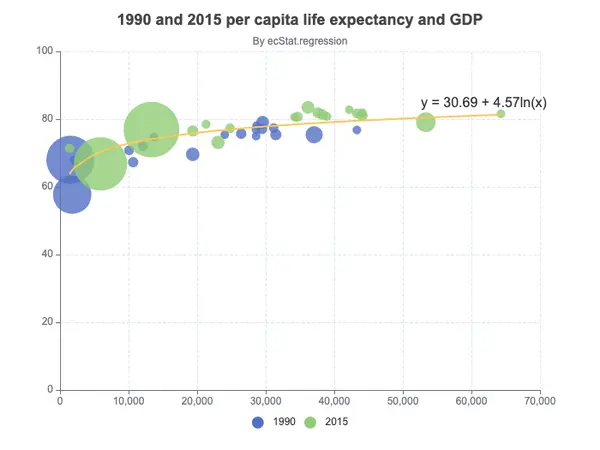 1990 and 2015 per capita life expectancy and GDP
By ecStat.regression
100
80
60
40
20
0
y = 30.69 + 4.57ln(x)
0 10,000 20,000 30,000 40,000 50,000 60,000 70,000
1990 2015